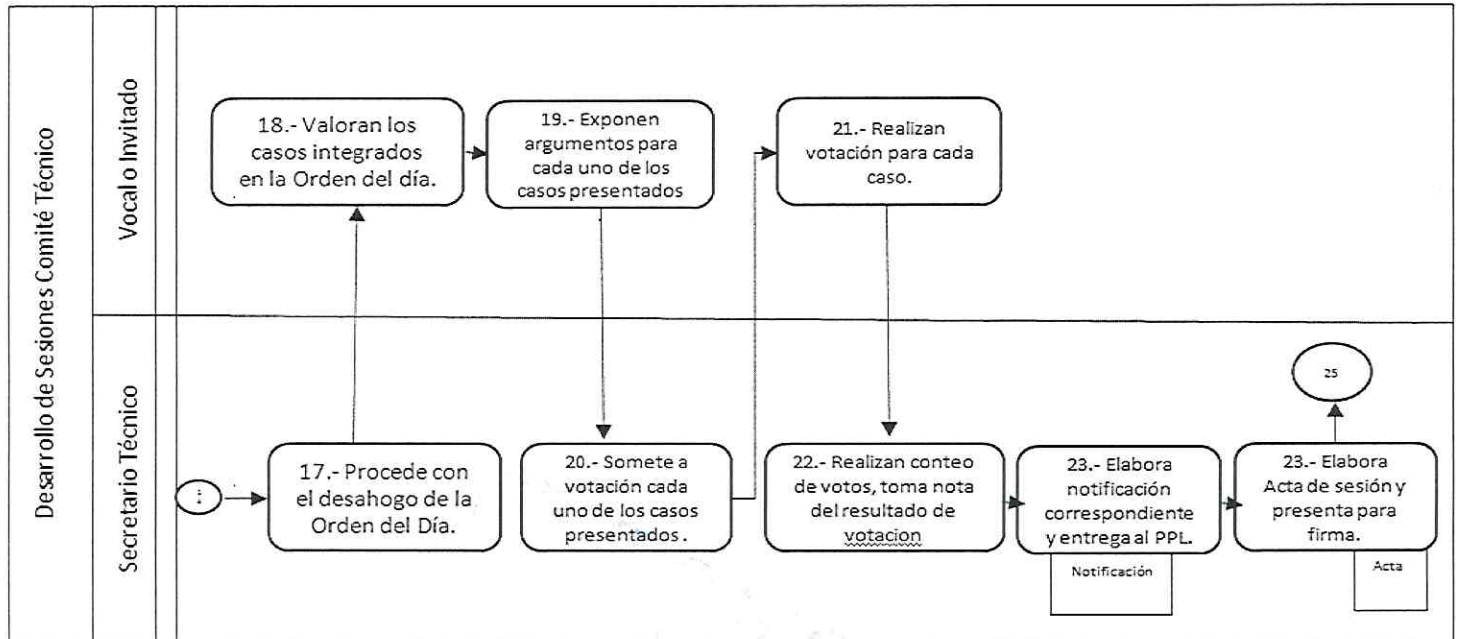 Desarrollo de Sesiones Comité Técnico
Vocal o Invitado
18.- Valoran los
casos integrados
en la Orden del día.
19.- Exponen
argumentos para
cada uno de los
casos presentados
21.- Realizan
votación para cada
caso.
Secretario Técnico
17.- Procede con
el desahogo de la
Orden del Día.
20.- Somete a
votación cada
uno de los casos
presentados.
22.- Realizan conteo
de votos, toma nota
del resultado de
votacion
23.- Elabora
notificación
correspondiente
y entrega al PPL.
Notificación
23.- Elabora
Acta de sesión y
presenta para
firma.
Acta
25